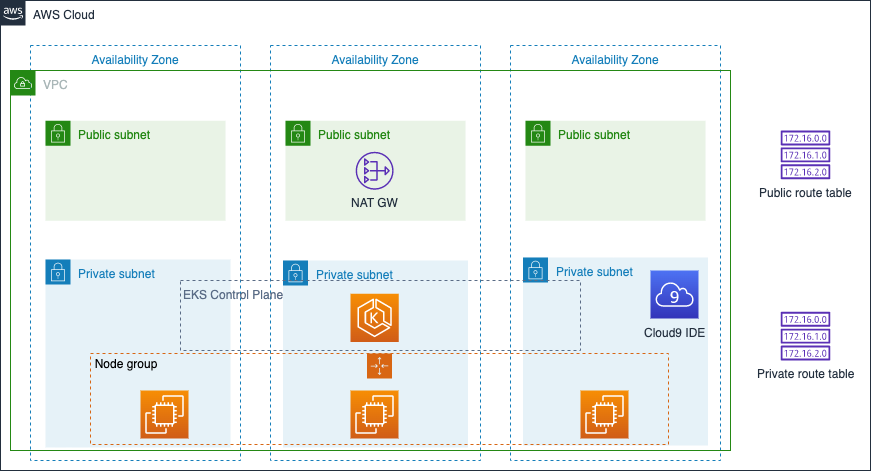 aws
AWS Cloud
Availability Zone
Availability Zone
Availability Zone
VPC
Public subnet
Public subnet
Public subnet
NAT GW
172.16.0.0
172.16.1.0
172.16.2.0
Public route table
Private subnet
Private subnet
Private subnet
EKS Control Plane
K
9
Cloud9 IDE
172.16.0.0
172.16.1.0
172.16.2.0
Private route table
Node group